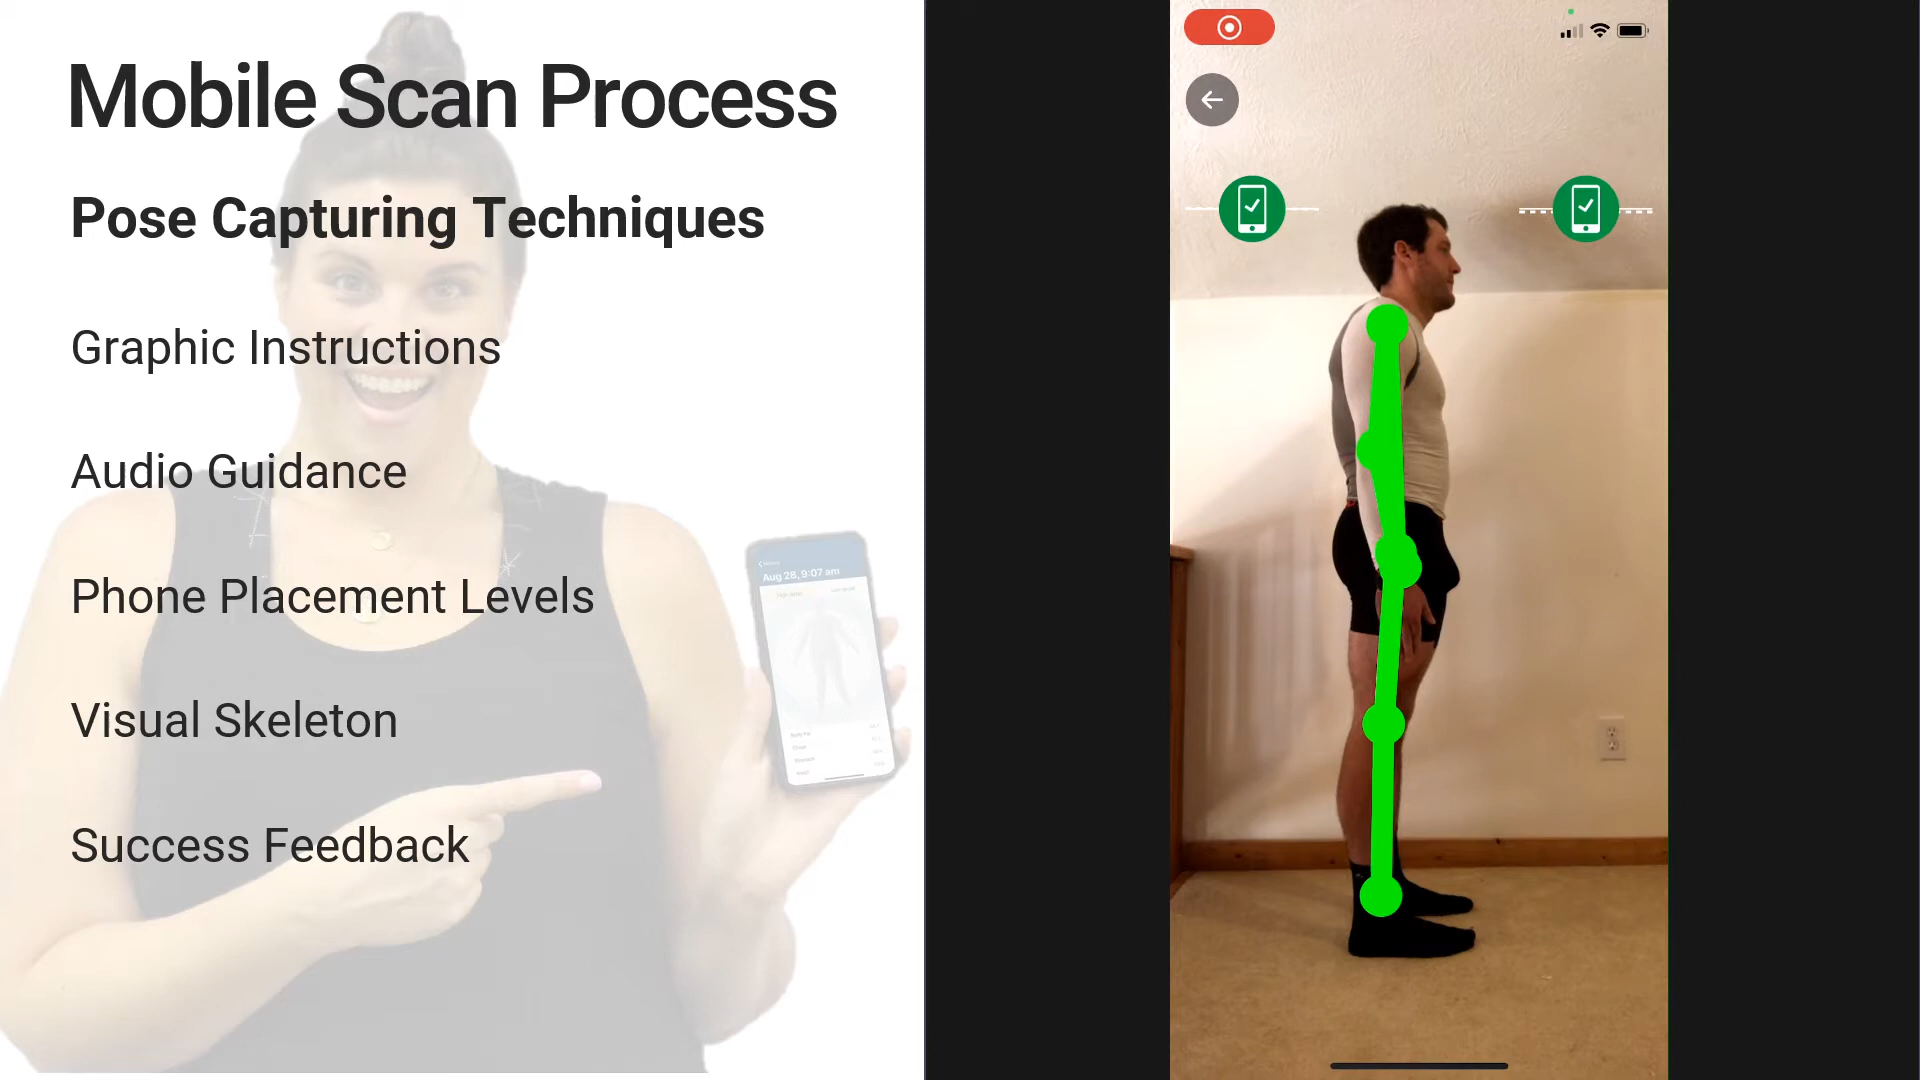 Mobile Scan Process
Pose Capturing Techniques
Graphic Instructions
Audio Guidance
Phone Placement Levels
Visual Skeleton
Success Feedback
Aug 28, 9:07 am